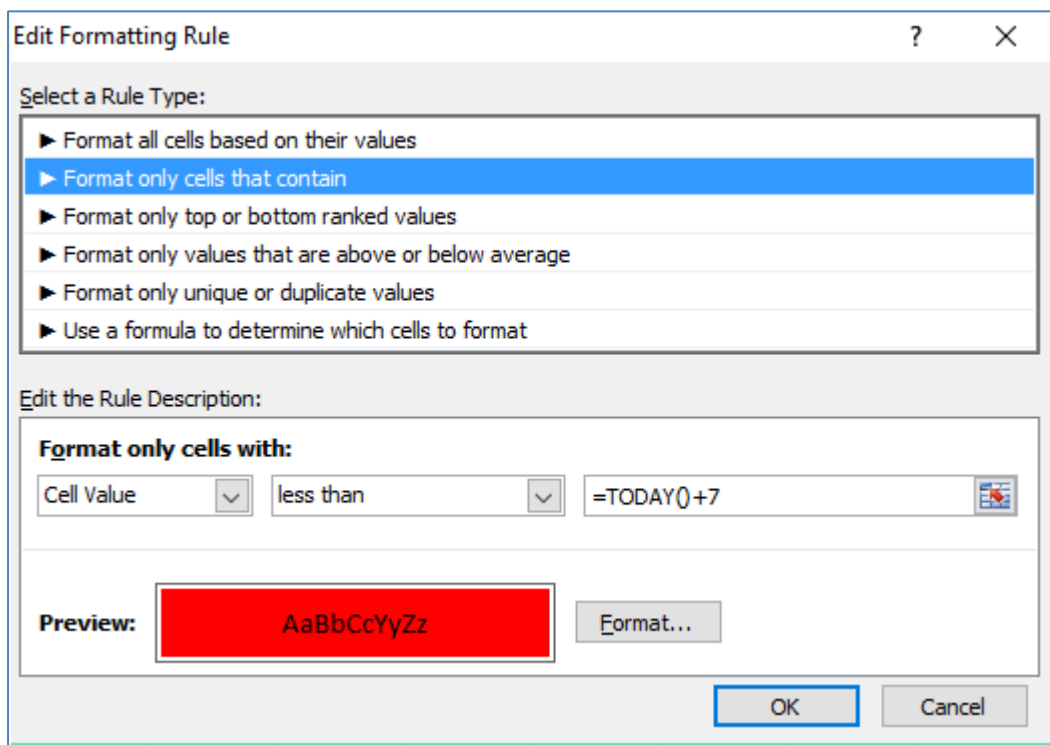 Edit Formatting Rule ? ×
Select a Rule Type:
► Format all cells based on their values
► Format only cells that contain
► Format only top or bottom ranked values
► Format only values that are above or below average
► Format only unique or duplicate values
► Use a formula to determine which cells to format
Edit the Rule Description:
Format only cells with:
Cell Value less than =TODAY()+7
Preview: AaBbCcYyZz Format...
OK Cancel